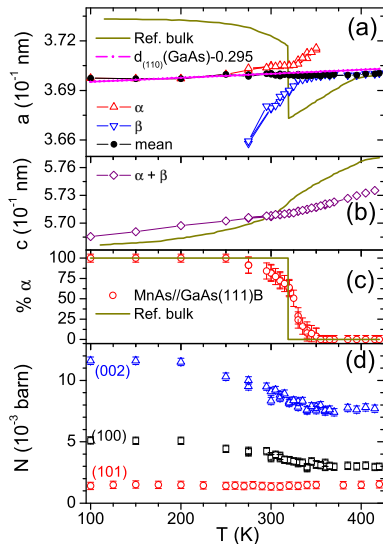 (a)
3.72
3.69
3.66
a (10⁻¹ nm)
Ref. bulk
d(110)(GaAs)-0.295
α
β
mean
5.76
5.73
5.70
c (10⁻¹ nm)
α + β
(b)
100
75
50
25
0
% α
(c)
MnAs//GaAs(111)B
Ref. bulk
(d)
10
5
0
N (10⁻³ barn)
(002)
(100)
(101)
100 200 300 400
T (K)